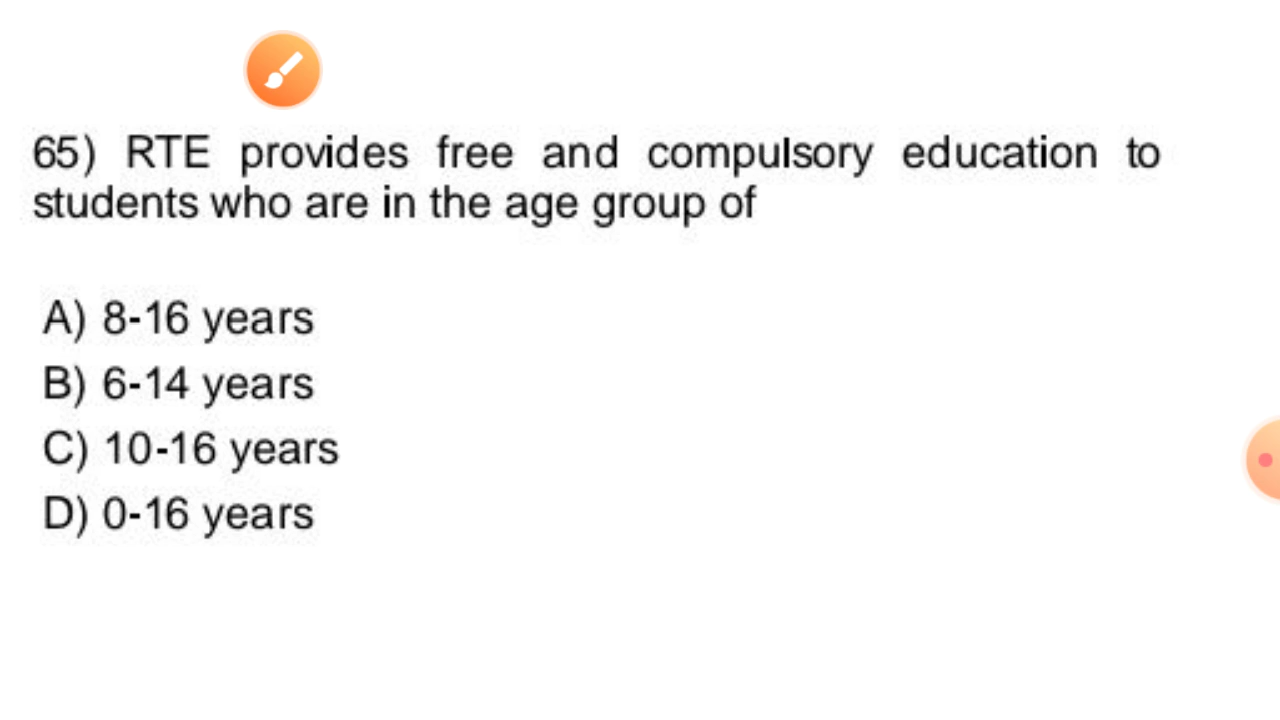 65) RTE provides free and compulsory education to
students who are in the age group of
A) 8-16 years
B) 6-14 years
C) 10-16 years
D) 0-16 years